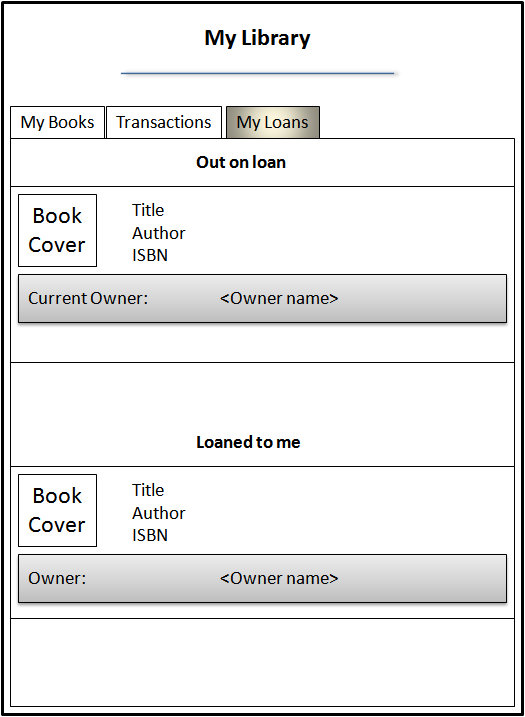 My Library
My Books Transactions My Loans
Out on loan
Book Cover
Title
Author
ISBN
Current Owner: <Owner name>
Loaned to me
Book Cover
Title
Author
ISBN
Owner: <Owner name>